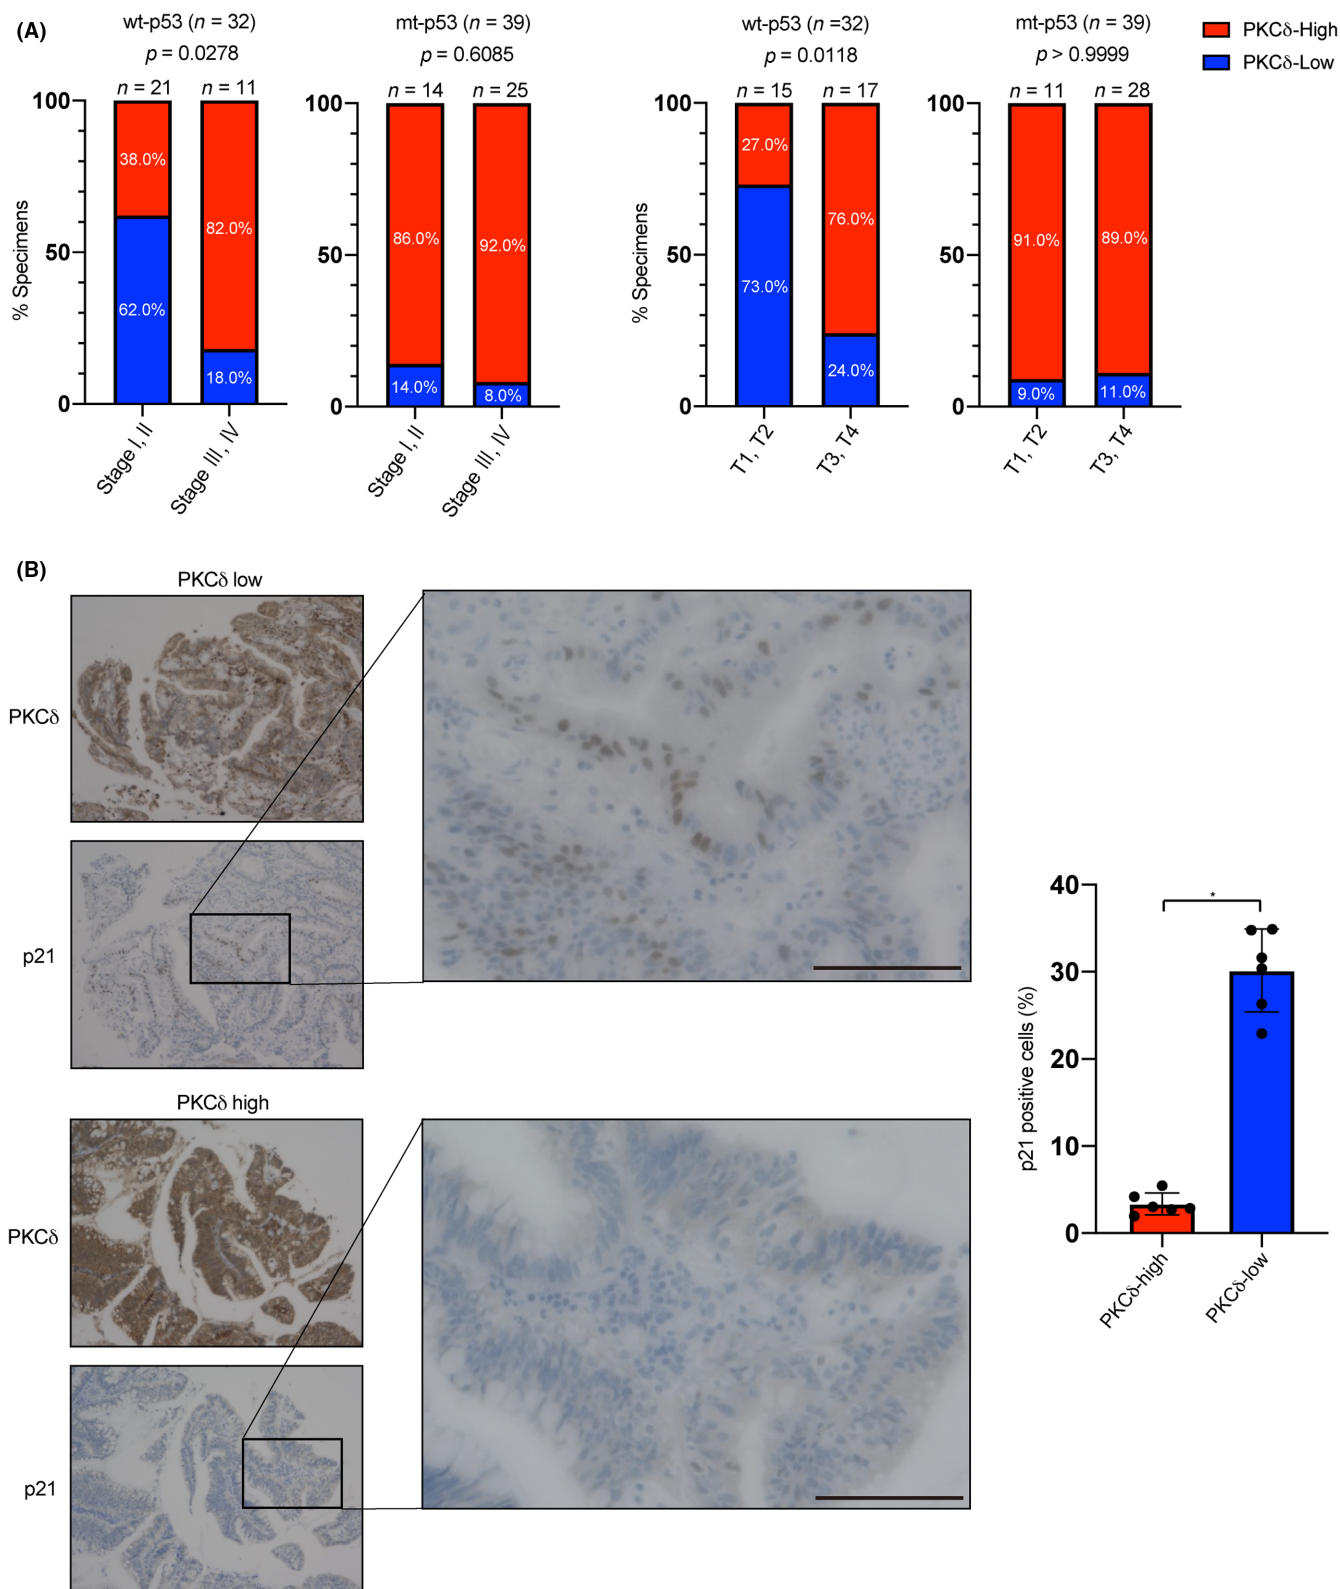 (A)
wt-p53 (n = 32)
p = 0.0278
n = 21 n = 11
% Specimens
100
50
0
38.0%
62.0%
82.0%
18.0%
Stage I, II
Stage III, IV
mt-p53 (n = 39)
p = 0.6085
n = 14 n = 25
100
50
0
86.0%
14.0%
92.0%
8.0%
Stage I, II
Stage III, IV
wt-p53 (n =32)
p = 0.0118
n = 15 n = 17
% Specimens
100
50
0
27.0%
73.0%
76.0%
24.0%
T1, T2
T3, T4
mt-p53 (n = 39)
p > 0.9999
n = 11 n = 28
100
50
0
91.0%
9.0%
89.0%
11.0%
T1, T2
T3, T4
PKCδ-High
PKCδ-Low
(B)
PKCδ low
PKCδ
p21
PKCδ high
PKCδ
p21
p21 positive cells (%)
40
30
20
10
0
*
PKCδ-high
PKCδ-low